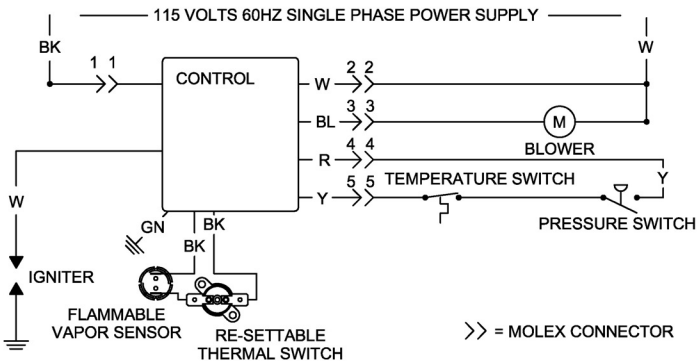 115 VOLTS 60HZ SINGLE PHASE POWER SUPPLY
BK
W
1 1
CONTROL
W
2 2
BL
3 3
M
BLOWER
R
4 4
Y
Y
5 5
TEMPERATURE SWITCH
PRESSURE SWITCH
W
GN
BK
BK
IGNITER
FLAMMABLE
VAPOR SENSOR
RE-SETTABLE
THERMAL SWITCH
= MOLEX CONNECTOR